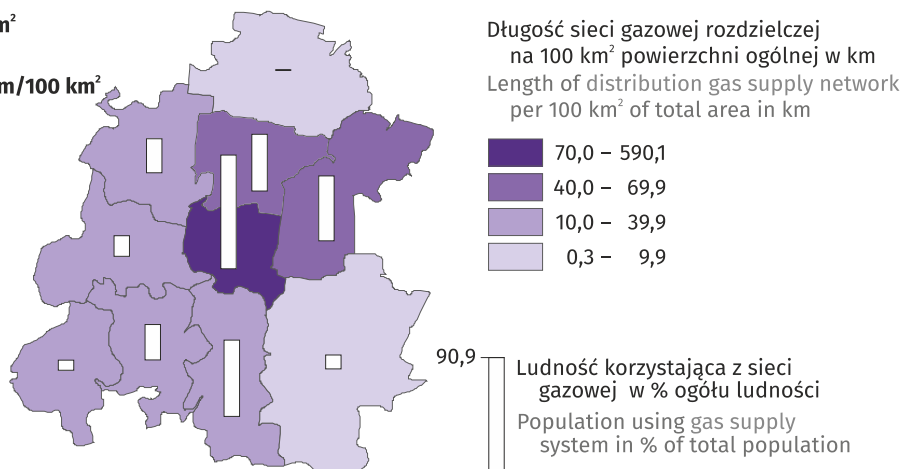 m²
m/100 km²
Długość sieci gazowej rozdzielczej
na 100 km² powierzchni ogólnej w km
Length of distribution gas supply network
per 100 km² of total area in km
70,0 – 590,1
40,0 – 69,9
10,0 – 39,9
0,3 – 9,9
90,9
Ludność korzystająca z sieci
gazowej w % ogółu ludności
Population using gas supply
system in % of total population